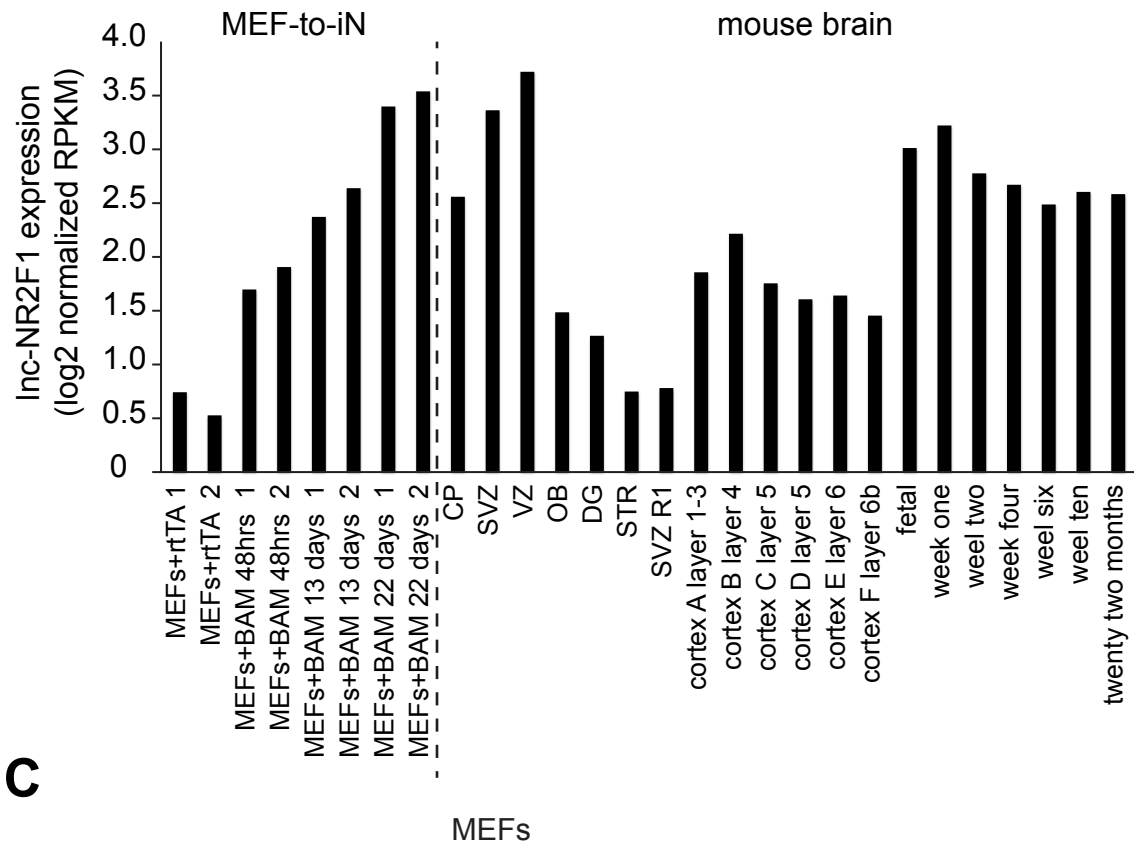 MEF-to-iN
mouse brain
lnc-NR2F1 expression
(log2 normalized RPKM)
4.0
3.5
3.0
2.5
2.0
1.5
1.0
0.5
0
MEFs+rtTA 1
MEFs+rtTA 2
MEFs+BAM 48hrs 1
MEFs+BAM 48hrs 2
MEFs+BAM 13 days 1
MEFs+BAM 13 days 2
MEFs+BAM 22 days 1
MEFs+BAM 22 days 2
CP
SVZ
VZ
OB
DG
STR
SVZ R1
cortex A layer 1-3
cortex B layer 4
cortex C layer 5
cortex D layer 5
cortex E layer 6
cortex F layer 6b
fetal
week one
weel two
week four
weel six
weel ten
twenty two months
C
MEFs